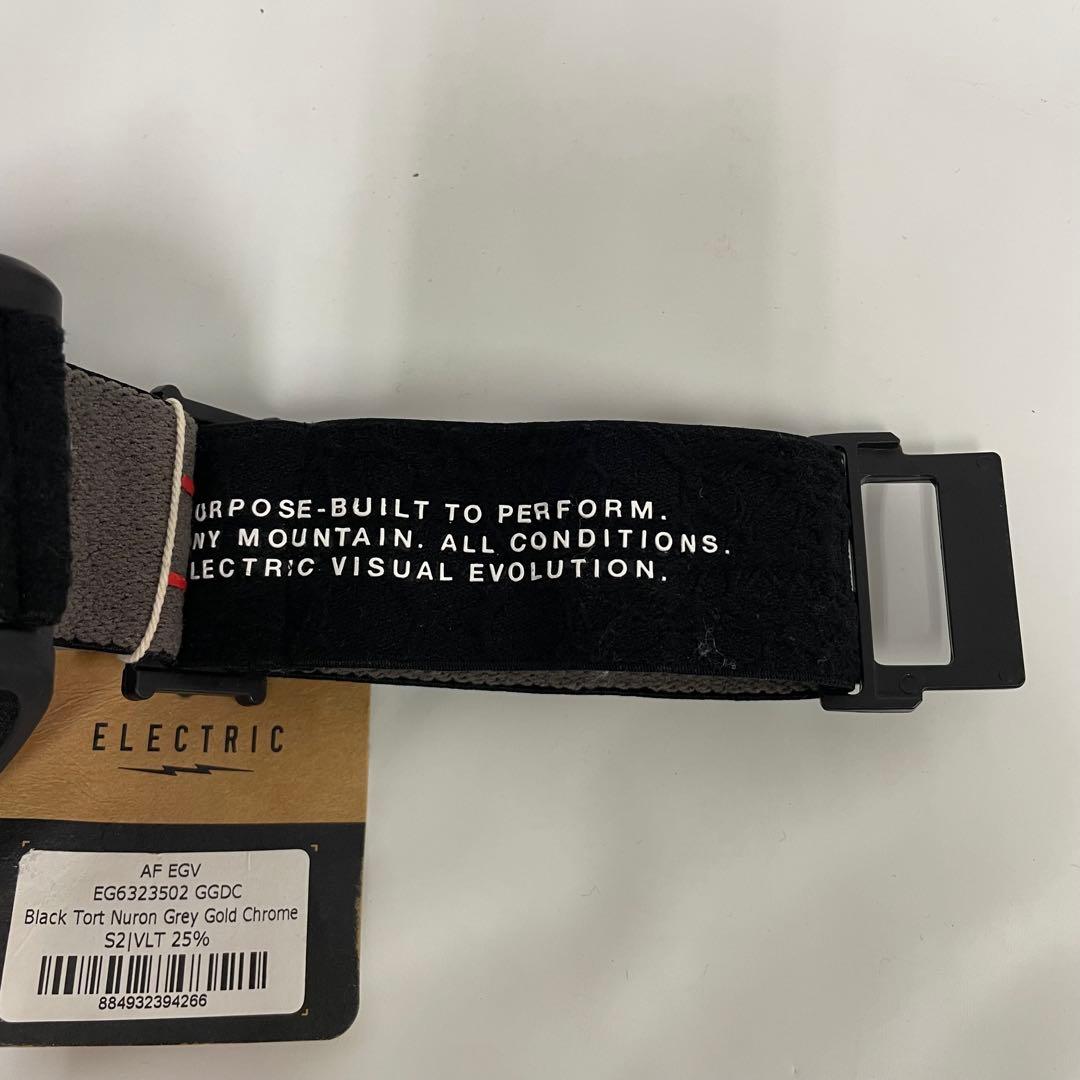 URPOSE-BUILT TO PERFORM.
NY MOUNTAIN. ALL CONDITIONS.
LECTRIC VISUAL EVOLUTION.
ELECTRIC
AF EGV
EG6323502 GGDC
Black Tort Nuron Grey Gold Chrome
S2|VLT 25%
884932394266